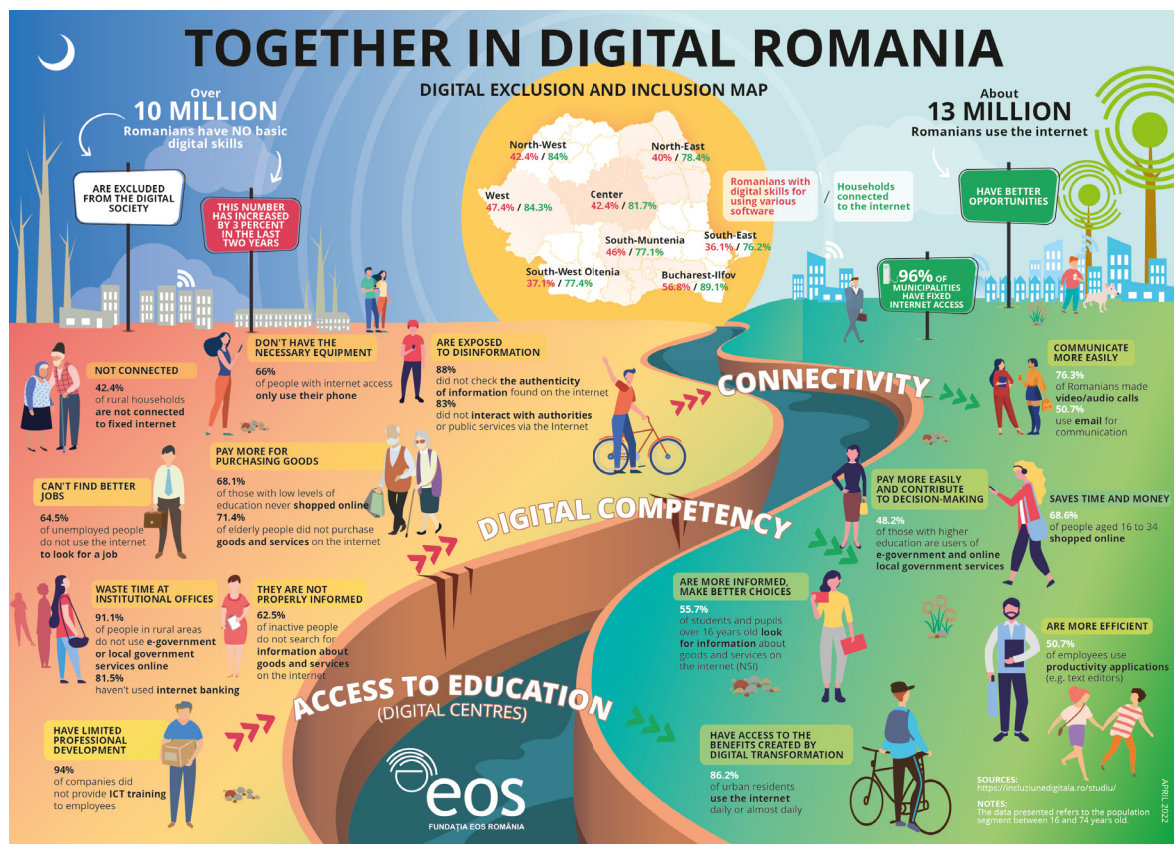 TOGETHER IN DIGITAL ROMANIA
DIGITAL EXCLUSION AND INCLUSION MAP
Over
10 MILLION
Romanians have NO basic
digital skills
ARE EXCLUDED
FROM THE DIGITAL
SOCIETY
THIS NUMBER
HAS INCREASED
BY 3 PERCENT
IN THE LAST
TWO YEARS
North-West
42.4% / 84%
North-East
40% / 78.4%
West
47.4% / 84.3%
Center
42.4% / 81.7%
South-Muntenia
46% / 77.1%
South-East
36.1% / 76.2%
South-West Oltenia
37.1% / 77.4%
Bucharest-Ilfov
56.8% / 89.1%
Romanians with
digital skills for
using various
software
/
Households
connected
to the internet
About
13 MILLION
Romanians use the internet
HAVE BETTER
OPPORTUNITIES
96% OF
MUNICIPALITIES
HAVE FIXED
INTERNET ACCESS
NOT CONNECTED
42.4%
of rural households
are not connected
to fixed internet
DON'T HAVE THE
NECESSARY EQUIPMENT
66%
of people with internet access
only use their phone
ARE EXPOSED
TO DISINFORMATION
88%
did not check the authenticity
of information found on the internet
83%
did not interact with authorities
or public services via the Internet
CAN'T FIND BETTER
JOBS
64.5%
of unemployed people
do not use the internet
to look for a job
PAY MORE FOR
PURCHASING GOODS
68.1%
of those with low levels of
education never shopped online
71.4%
of elderly people did not purchase
goods and services on the internet
WASTE TIME AT
INSTITUTIONAL OFFICES
91.1%
of people in rural areas
do not use e-government
or local government
services online
81.5%
haven't used internet banking
THEY ARE NOT
PROPERLY INFORMED
62.5%
of inactive people
do not search for
information about
goods and services
on the internet
HAVE LIMITED
PROFESSIONAL
DEVELOPMENT
94%
of companies did
not provide ICT training
to employees
CONNECTIVITY
DIGITAL COMPETENCY
ACCESS TO EDUCATION
(DIGITAL CENTRES)
eos
FUNDAȚIA EOS ROMÂNIA
COMMUNICATE
MORE EASILY
76.3%
of Romanians made
video/audio calls
50.7%
use email for
communication
PAY MORE EASILY
AND CONTRIBUTE
TO DECISION-MAKING
48.2%
of those with higher
education are users of
e-government and online
local government services
SAVES TIME AND MONEY
68.6%
of people aged 16 to 34
shopped online
ARE MORE INFORMED,
MAKE BETTER CHOICES
55.7%
of students and pupils
over 16 years old look
for information about
goods and services on
the internet (NSI)
ARE MORE EFFICIENT
50.7%
of employees use
productivity applications
(e.g. text editors)
HAVE ACCESS TO THE
BENEFITS CREATED BY
DIGITAL TRANSFORMATION
86.2%
of urban residents
use the internet
daily or almost daily
SOURCES:
https://incluziunedigitala.ro/studiu/
NOTES:
The data presented refers to the population
segment between 16 and 74 years old.
APRIL 2022